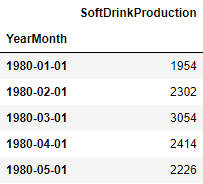 SoftDrinkProduction
YearMonth
1980-01-01 1954
1980-02-01 2302
1980-03-01 3054
1980-04-01 2414
1980-05-01 2226